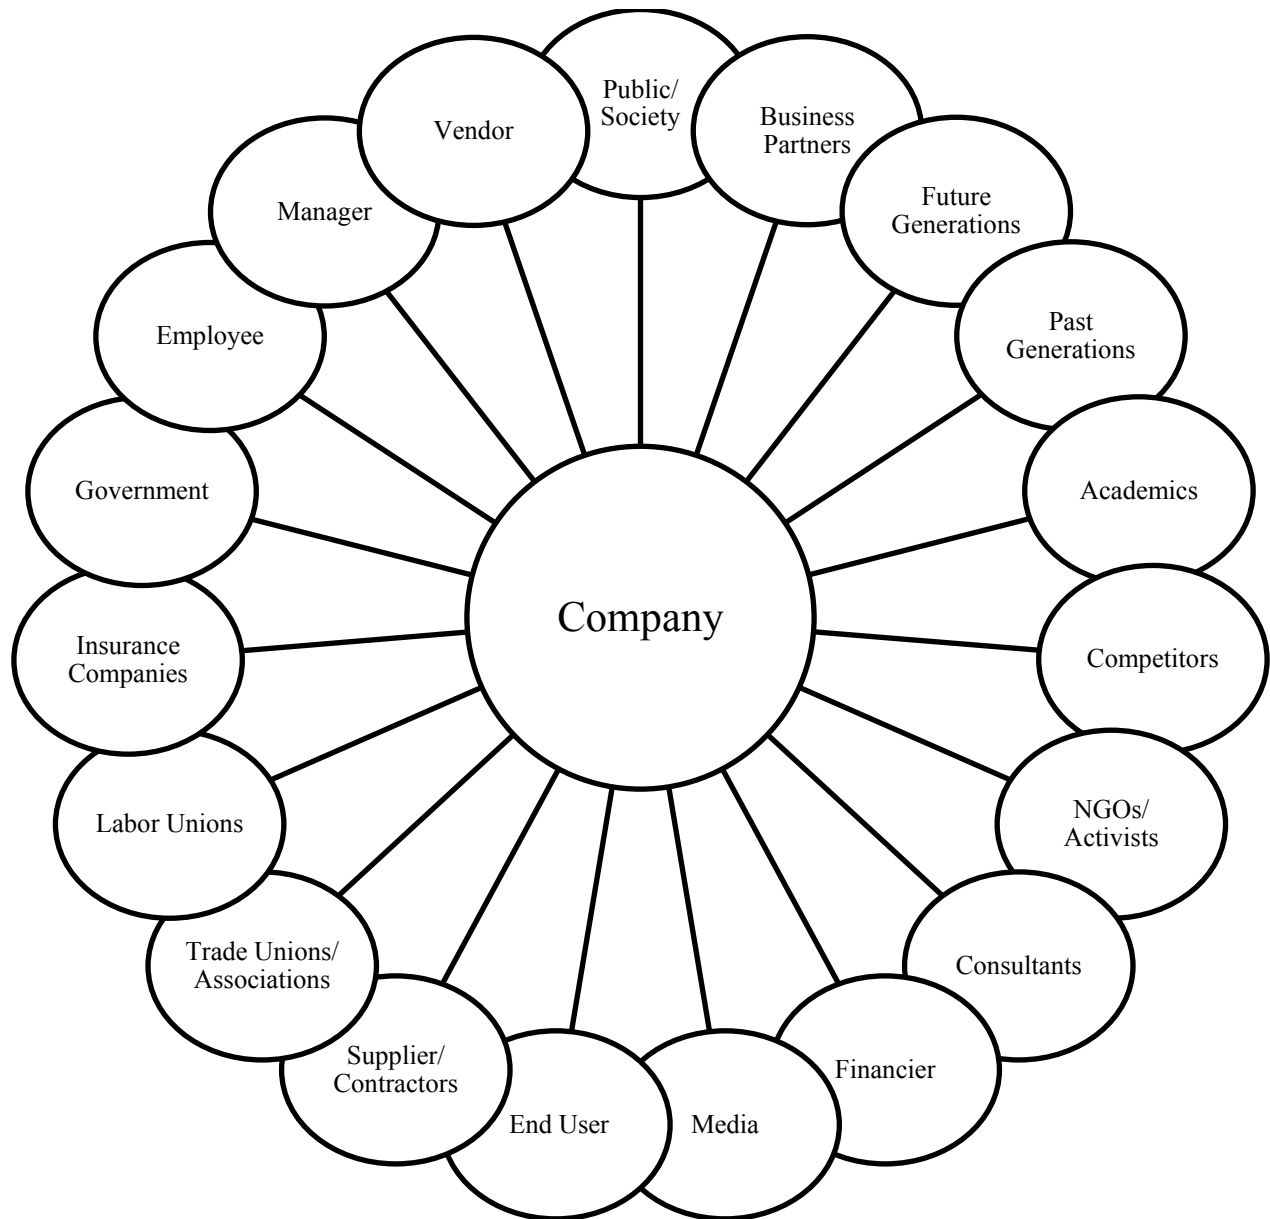 Public/
Society
Business
Partners
Future
Generations
Past
Generations
Academics
Competitors
NGOs/
Activists
Consultants
Financier
Media
End User
Supplier/
Contractors
Trade Unions/
Associations
Labor Unions
Insurance
Companies
Government
Employee
Manager
Vendor
Company